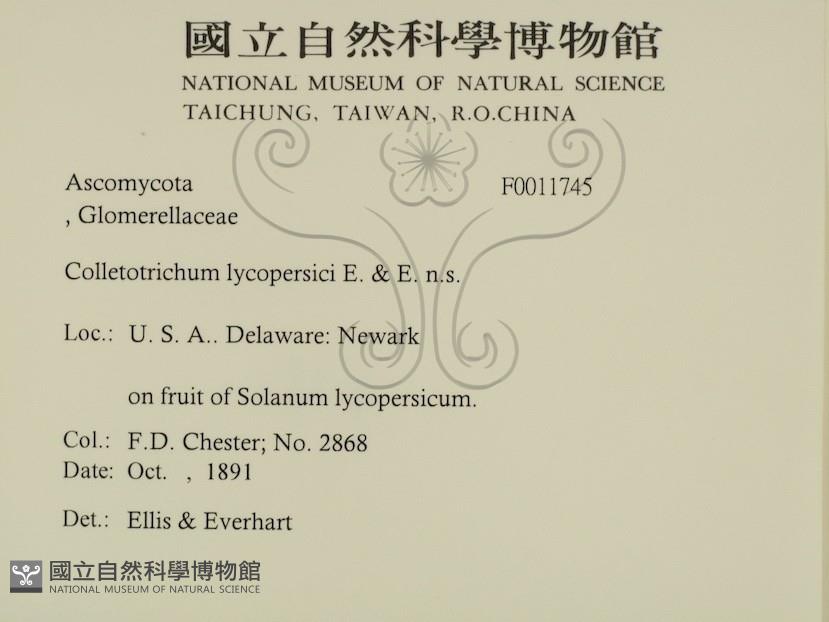 國立自然科學博物館
NATIONAL MUSEUM OF NATURAL SCIENCE
TAICHUNG, TAIWAN, R.O.CHINA
Ascomycota F0011745
, Glomerellaceae
Colletotrichum lycopersici E. & E. n.s.
Loc.: U. S. A.. Delaware: Newark
on fruit of Solanum lycopersicum.
Col.: F.D. Chester; No. 2868
Date: Oct. , 1891
Det.: Ellis & Everhart
國立自然科學博物館
NATIONAL MUSEUM OF NATURAL SCIENCE